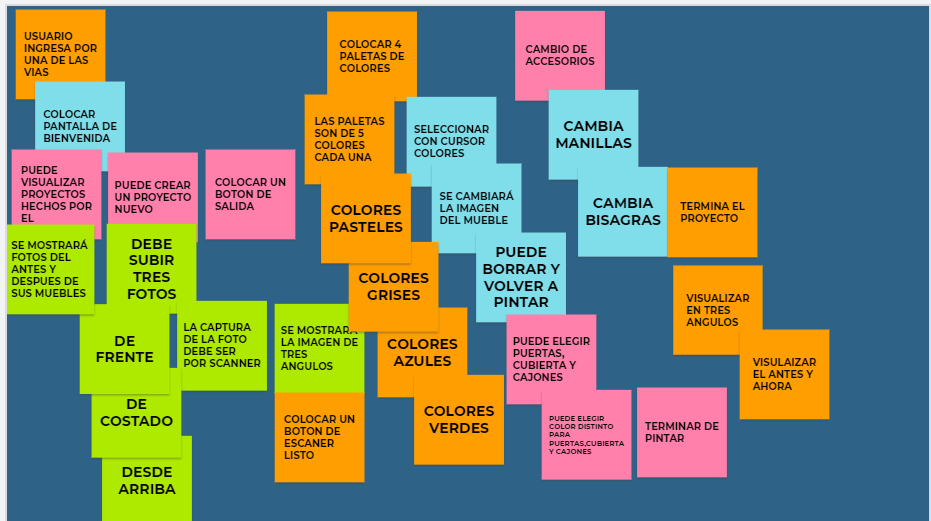 USUARIO
INGRESA POR
UNA DE LAS
VIAS
COLOCAR
PANTALLA DE
BIENVENIDA
PUEDE
VISUALIZAR
PROYECTOS
HECHOS POR
EL
PUEDE CREAR
UN PROYECTO
NUEVO
COLOCAR UN
BOTON DE
SALIDA
SE MOSTRARÁ
FOTOS DEL
ANTES Y
DESPUES DE
SUS MUEBLES
DEBE
SUBIR
TRES
FOTOS
DE
FRENTE
DE
COSTADO
DESDE
ARRIBA
LA CAPTURA
DE LA FOTO
DEBE SER
POR SCANNER
SE MOSTRARÁ
LA IMAGEN DE
TRES
ANGULOS
COLOCAR UN
BOTON DE
ESCANER
LISTO
COLOCAR 4
PALETAS DE
COLORES
LAS PALETAS
SON DE 5
COLORES
CADA UNA
COLORES
PASTELES
COLORES
GRISES
COLORES
AZULES
COLORES
VERDES
SELECCIONAR
CON CURSOR
COLORES
SE CAMBIARÁ
LA IMAGEN
DEL MUEBLE
PUEDE
BORRAR Y
VOLVER A
PINTAR
PUEDE ELEGIR
PUERTAS,
CUBIERTA Y
CAJONES
PUEDE ELEGIR
COLOR DISTINTO
PARA
PUERTAS,CUBIERTA
Y CAJONES
TERMINAR DE
PINTAR
CAMBIO DE
ACCESORIOS
CAMBIA
MANILLAS
CAMBIA
BISAGRAS
TERMINA EL
PROYECTO
VISUALIZAR
EN TRES
ANGULOS
VISULAIZAR
EL ANTES Y
AHORA